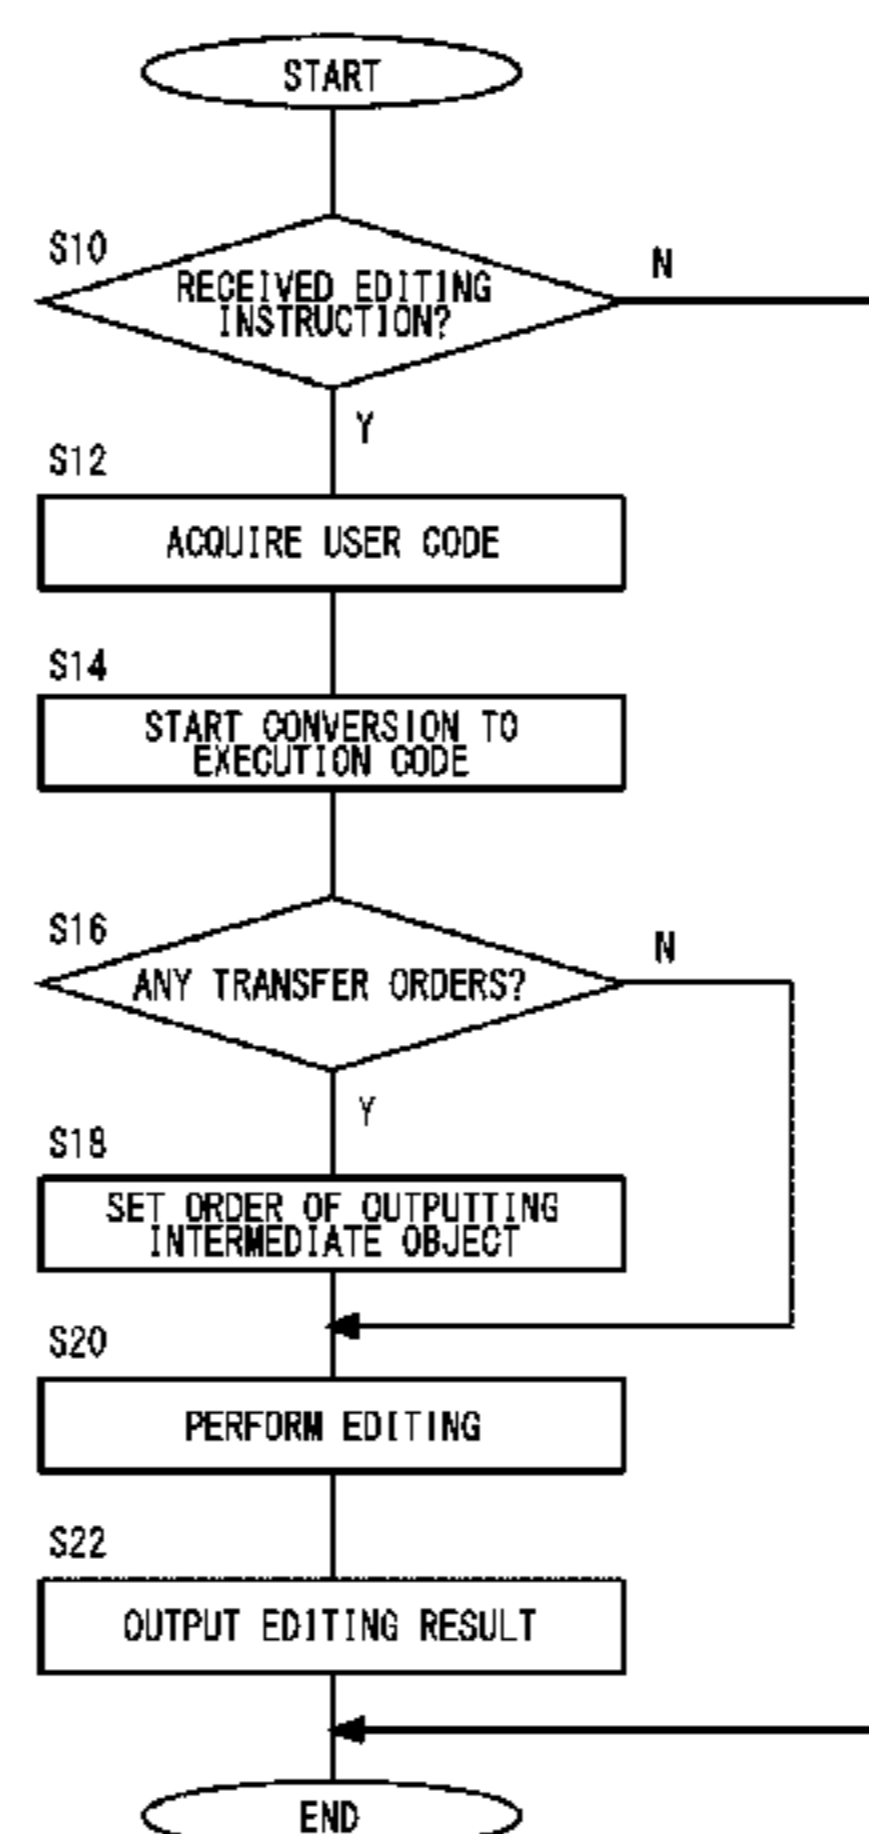 START
S10
N
RECEIVED EDITING
INSTRUCTION?
Y
S12
ACQUIRE USER CODE
S14
START CONVERSION TO
EXECUTION CODE
S16
N
ANY TRANSFER ORDERS?
Y
S18
SET ORDER OF OUTPUTTING
INTERMEDIATE OBJECT
S20
PERFORM EDITING
S22
OUTPUT EDITING RESULT
END